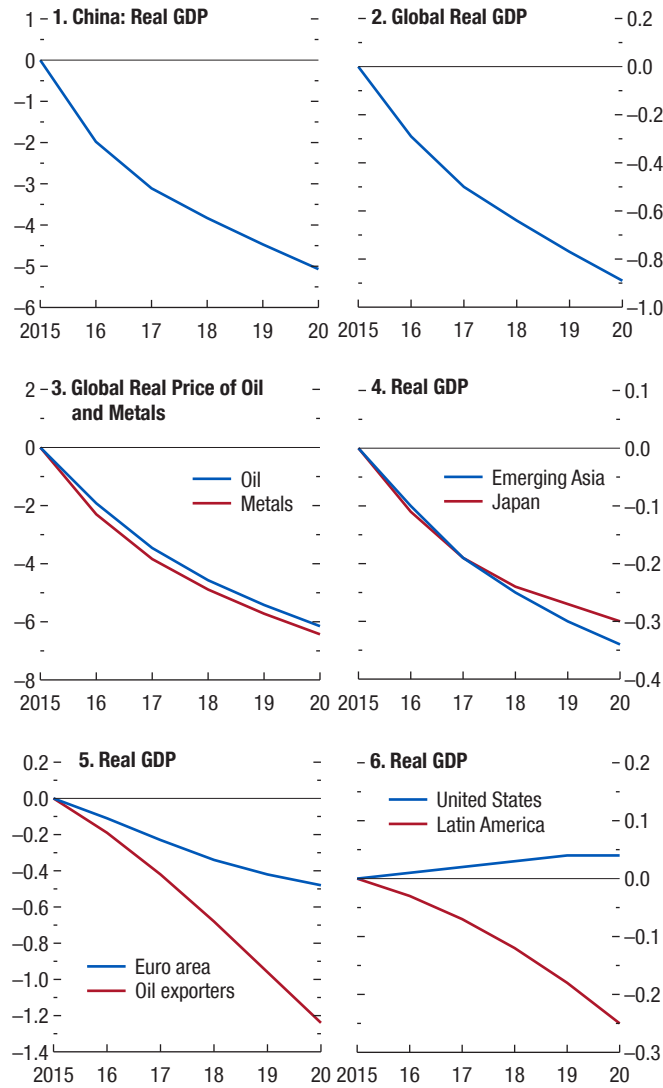 1. China: Real GDP
1
0
–1
–2
–3
–4
–5
–6
2015 16 17 18 19 20
2. Global Real GDP
0.2
0.0
–0.2
–0.4
–0.6
–0.8
–1.0
2015 16 17 18 19 20
3. Global Real Price of Oil
and Metals
2
0
–2
–4
–6
–8
Oil
Metals
2015 16 17 18 19 20
4. Real GDP
0.1
0.0
–0.1
–0.2
–0.3
–0.4
Emerging Asia
Japan
2015 16 17 18 19 20
5. Real GDP
0.2
0.0
–0.2
–0.4
–0.6
–0.8
–1.0
–1.2
–1.4
Euro area
Oil exporters
2015 16 17 18 19 20
6. Real GDP
0.2
0.2
0.1
0.0
–0.1
–0.2
–0.3
United States
Latin America
2015 16 17 18 19 20